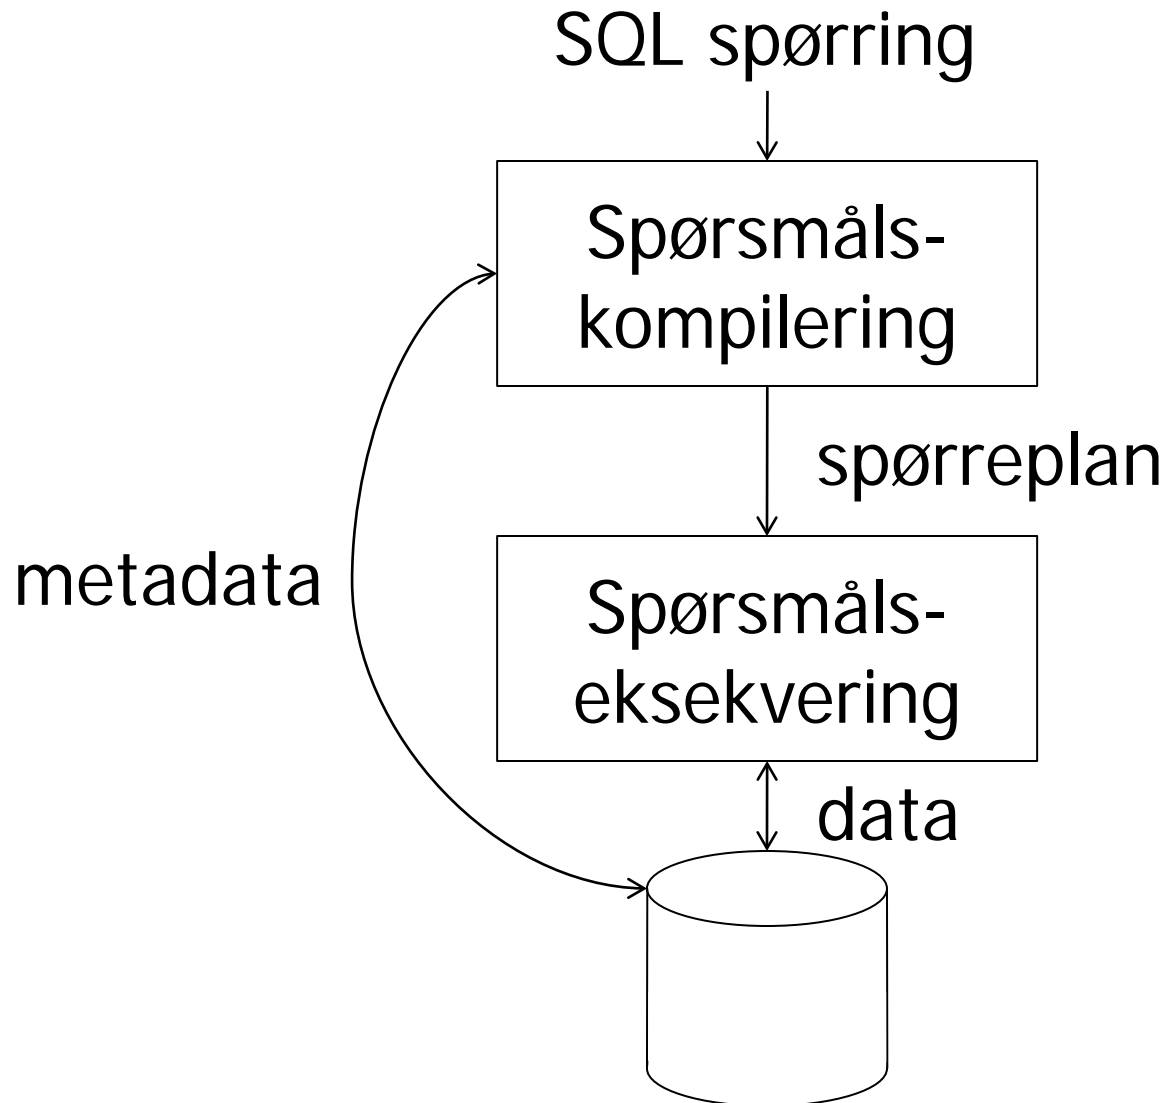 SQL spørring
Spørsmåls-
kompilering
spørreplan
metadata
Spørsmåls-
eksekvering
data